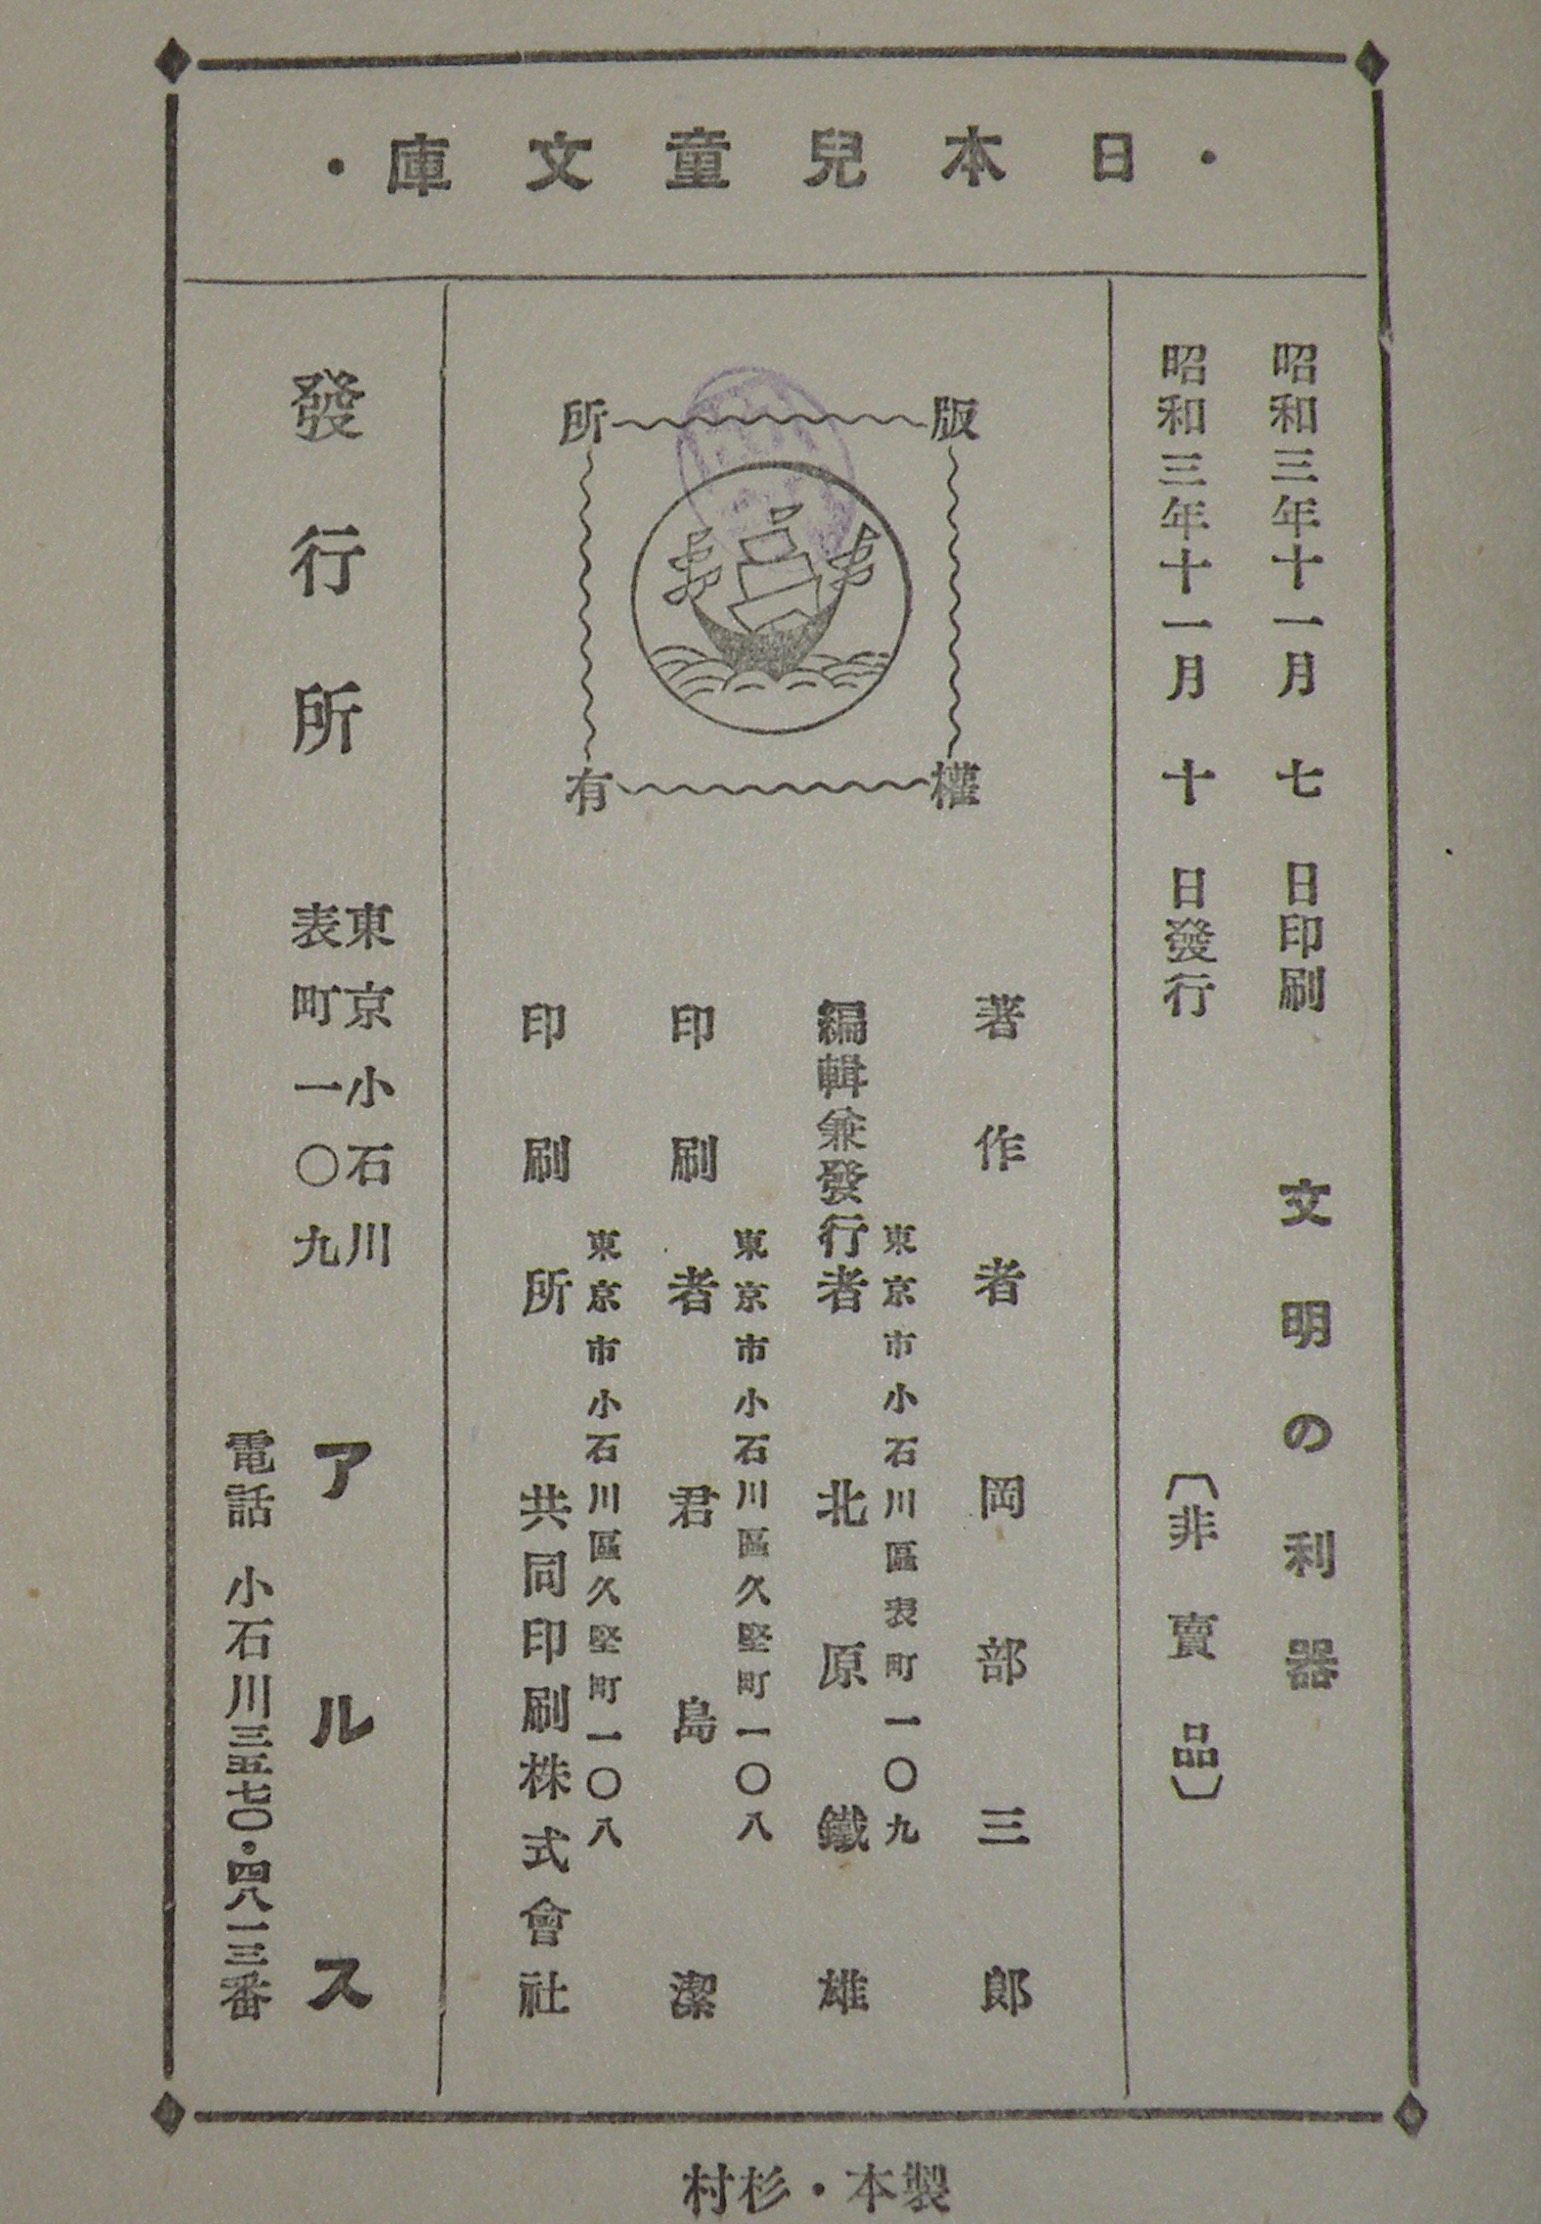 ・日本兒童文庫・
昭和三年十一月七日印刷
昭和三年十一月十日發行
文明の利器
〔非賣品〕
版權所有
著作者 岡部三郎
東京市小石川區表町一〇九
編輯兼發行者 北原鐵雄
東京市小石川區久堅町一〇八
印刷者 君島潔
東京市小石川區久堅町一〇八
印刷所 共同印刷株式會社
發行所
東京小石川
表町一〇九
アルス
電話 小石川三五七〇・四八一三番
製本・杉村